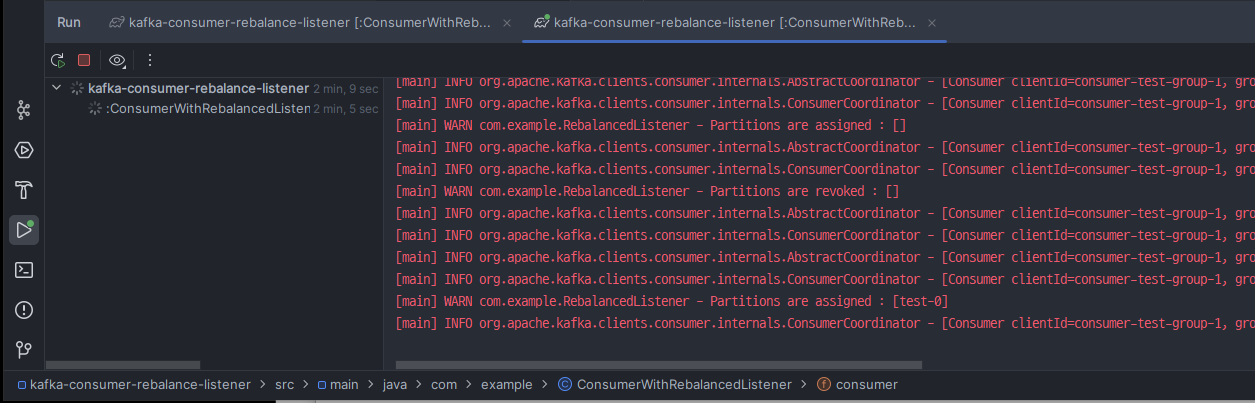 Run
kafka-consumer-rebalance-listener [:ConsumerWithReb...
kafka-consumer-rebalance-listener [:ConsumerWithReb...
kafka-consumer-rebalance-listener 2 min, 9 sec
:ConsumerWithRebalancedListen 2 min, 5 sec
[main] INFO org.apache.kafka.clients.consumer.internals.AbstractCoordinator - [Consumer clientId=consumer-test-group-1, gro
[main] INFO org.apache.kafka.clients.consumer.internals.ConsumerCoordinator - [Consumer clientId=consumer-test-group-1, gro
[main] WARN com.example.RebalancedListener - Partitions are assigned : []
[main] INFO org.apache.kafka.clients.consumer.internals.AbstractCoordinator - [Consumer clientId=consumer-test-group-1, gro
[main] INFO org.apache.kafka.clients.consumer.internals.ConsumerCoordinator - [Consumer clientId=consumer-test-group-1, gro
[main] WARN com.example.RebalancedListener - Partitions are revoked : []
[main] INFO org.apache.kafka.clients.consumer.internals.AbstractCoordinator - [Consumer clientId=consumer-test-group-1, gro
[main] INFO org.apache.kafka.clients.consumer.internals.ConsumerCoordinator - [Consumer clientId=consumer-test-group-1, gro
[main] INFO org.apache.kafka.clients.consumer.internals.AbstractCoordinator - [Consumer clientId=consumer-test-group-1, gro
[main] INFO org.apache.kafka.clients.consumer.internals.ConsumerCoordinator - [Consumer clientId=consumer-test-group-1, gro
[main] WARN com.example.RebalancedListener - Partitions are assigned : [test-0]
[main] INFO org.apache.kafka.clients.consumer.internals.ConsumerCoordinator - [Consumer clientId=consumer-test-group-1, gro
kafka-consumer-rebalance-listener > src > main > java > com > example > ConsumerWithRebalancedListener > consumer